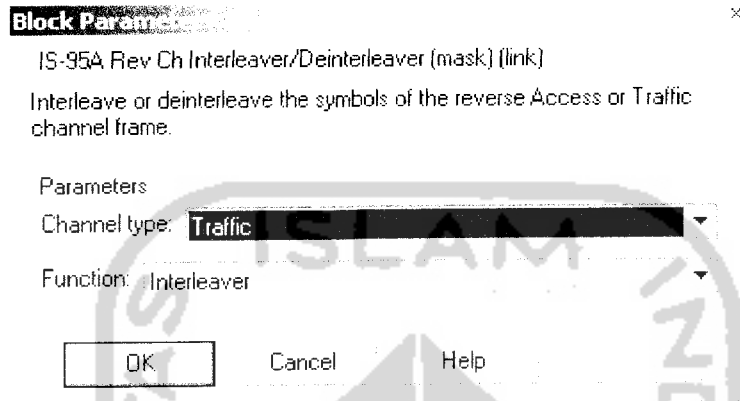 Block Parameters
IS-95A Rev Ch Interleaver/Deinterleaver (mask) (link)
Interleave or deinterleave the symbols of the reverse Access or Traffic
channel frame.
Parameters
Channel type: Traffic
Function: Interleaver
OK Cancel Help
ISLAM